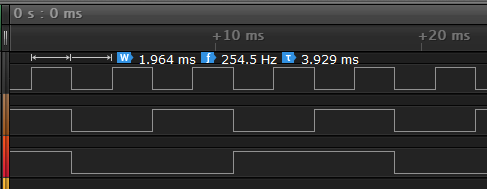 0 s : 0 ms
+10 ms
+20 ms
W 1.964 ms f 254.5 Hz τ 3.929 ms